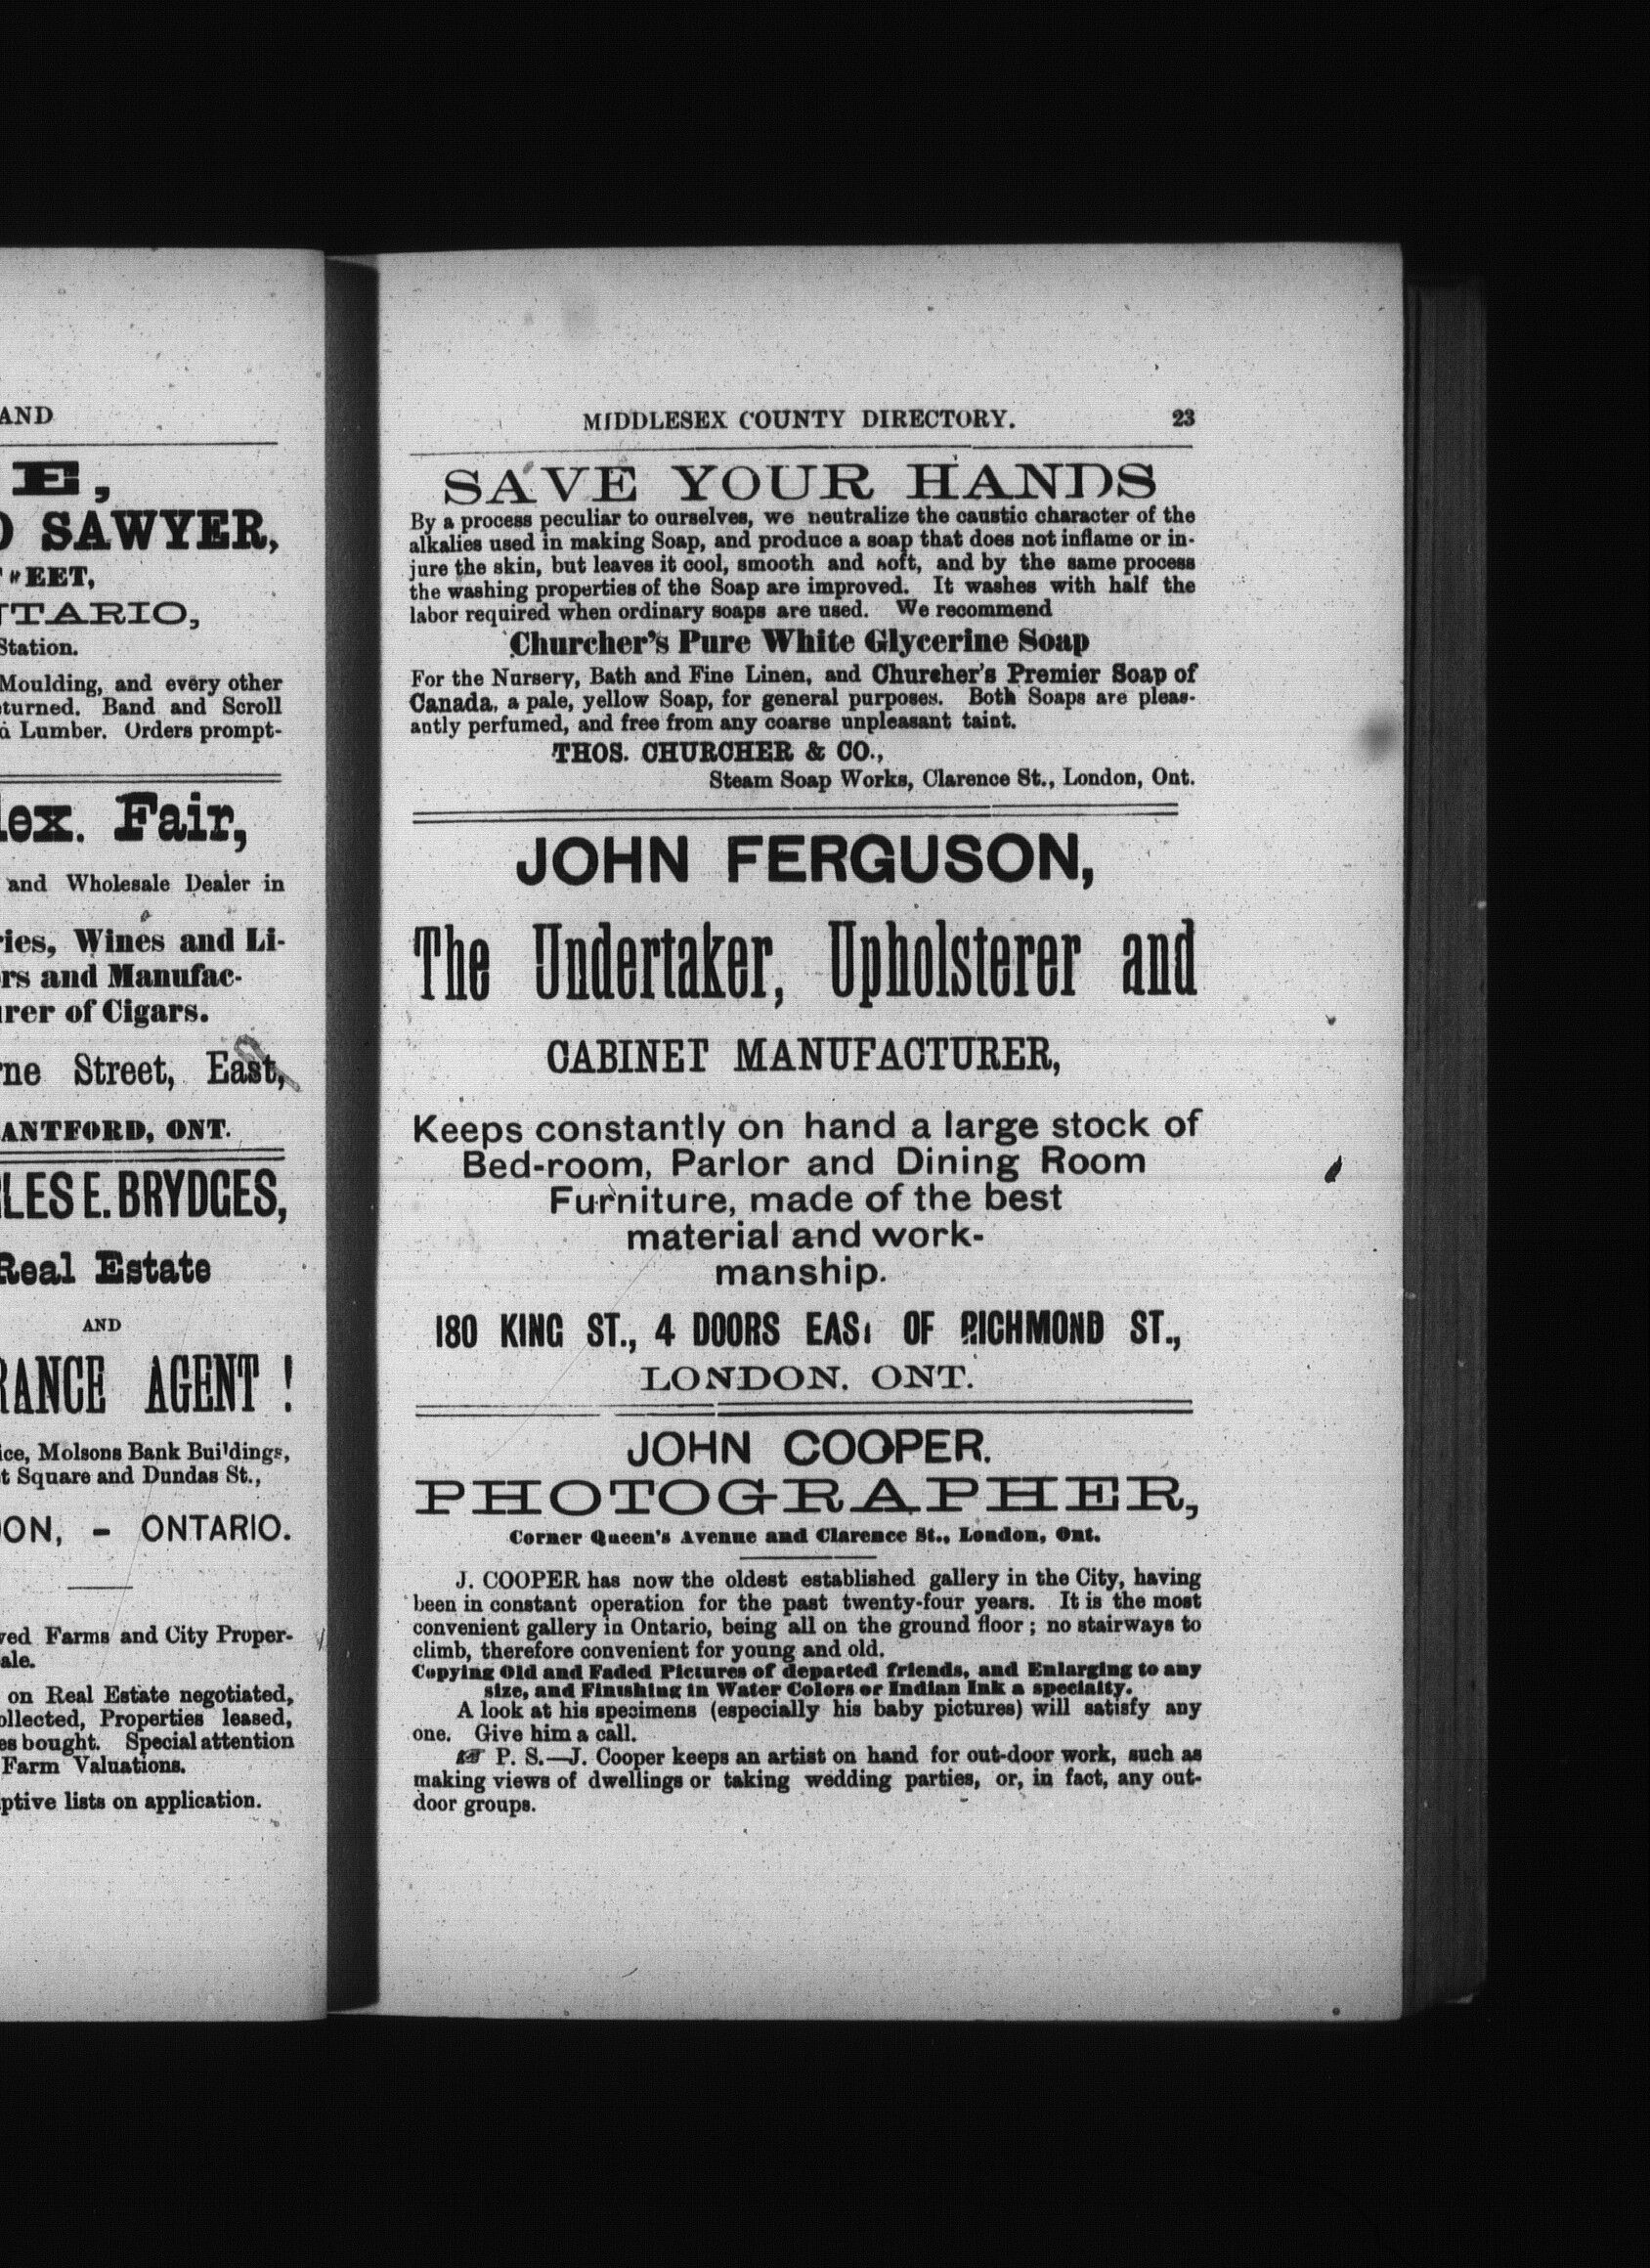 AND
E,
SAWYER,
EET,
TARIO,
Station.
Moulding, and every other
turned. Band and Scroll
Lumber. Orders prompt-
lex. Fair,
and Wholesale Dealer in
ries, Wines and Li-
rs and Manufac-
urer of Cigars.
rne Street, East,
ANTFORD, ONT.
LES E. BRYDGES,
Real Estate
AND
RANCE AGENT !
ice, Molsons Bank Buildings,
t Square and Dundas St.,
ON, - ONTARIO.
ved Farms and City Proper-
ale.
on Real Estate negotiated,
ollected, Properties leased,
es bought. Special attention
Farm Valuations.
ptive lists on application.
MIDDLESEX COUNTY DIRECTORY. 23
SAVE YOUR HANDS
By a process peculiar to ourselves, we neutralize the caustic character of the
alkalies used in making Soap, and produce a soap that does not inflame or in-
jure the skin, but leaves it cool, smooth and soft, and by the same process
the washing properties of the Soap are improved. It washes with half the
labor required when ordinary soaps are used. We recommend
Churcher's Pure White Glycerine Soap
For the Nursery, Bath and Fine Linen, and Churcher's Premier Soap of
Canada, a pale, yellow Soap, for general purposes. Both Soaps are pleas-
antly perfumed, and free from any coarse unpleasant taint.
THOS. CHURCHER & CO.,
Steam Soap Works, Clarence St., London, Ont.
JOHN FERGUSON,
The Undertaker, Upholsterer and
CABINET MANUFACTURER,
Keeps constantly on hand a large stock of
Bed-room, Parlor and Dining Room
Furniture, made of the best
material and work-
manship.
180 KING ST., 4 DOORS EAST OF RICHMOND ST.,
LONDON. ONT.
JOHN COOPER.
PHOTOGRAPHER,
Corner Queen's Avenue and Clarence St., London, Ont.
J. COOPER has now the oldest established gallery in the City, having
been in constant operation for the past twenty-four years. It is the most
convenient gallery in Ontario, being all on the ground floor ; no stairways to
climb, therefore convenient for young and old.
Copying Old and Faded Pictures of departed friends, and Enlarging to any
size, and Finishing in Water Colors or Indian Ink a specialty.
A look at his specimens (especially his baby pictures) will satisfy any
one. Give him a call.
☞ P. S.—J. Cooper keeps an artist on hand for out-door work, such as
making views of dwellings or taking wedding parties, or, in fact, any out-
door groups.